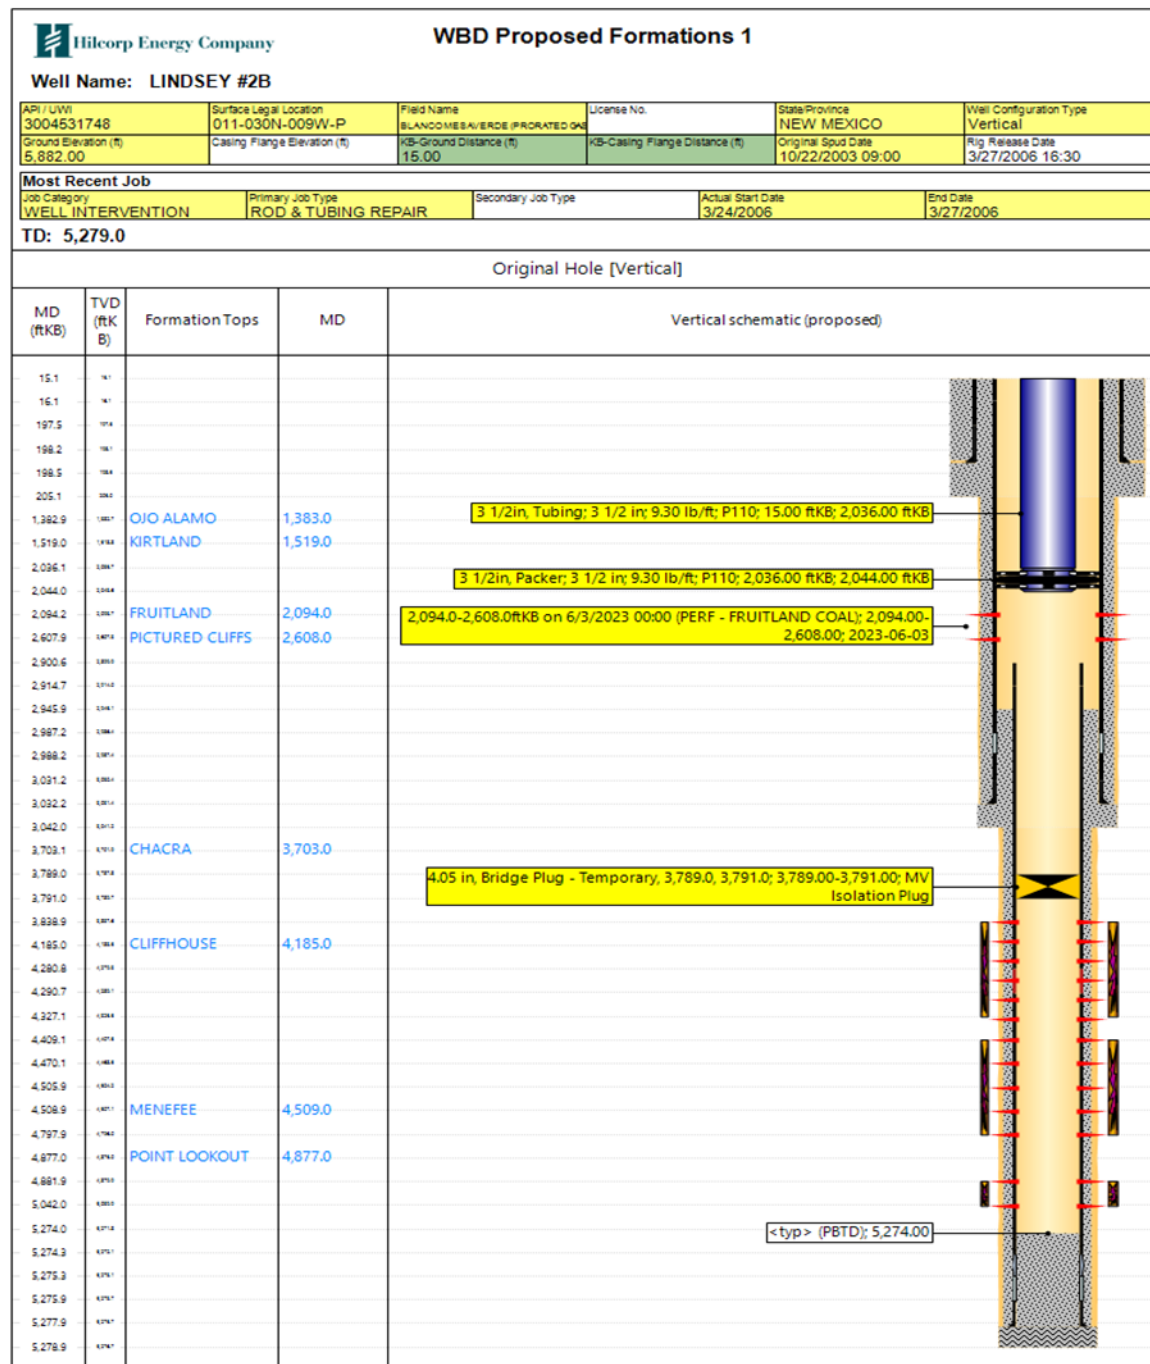 Hilcorp Energy Company
WBD Proposed Formations 1
Well Name: LINDSEY #2B
API / UWI
3004531748
Surface Legal Location
011-030N-009W-P
Field Name
BLANCO MESAVERDE (PRORATED GAS
License No.
State/Province
NEW MEXICO
Well Configuration Type
Vertical
Ground Elevation (ft)
5,882.00
Casing Flange Elevation (ft)
KB-Ground Distance (ft)
15.00
KB-Casing Flange Distance (ft)
Original Spud Date
10/22/2003 09:00
Rig Release Date
3/27/2006 16:30
Most Recent Job
Job Category
WELL INTERVENTION
Primary Job Type
ROD & TUBING REPAIR
Secondary Job Type
Actual Start Date
3/24/2006
End Date
3/27/2006
TD: 5,279.0
Original Hole [Vertical]
MD
(ftKB)
TVD
(ftK
B)
Formation Tops
MD
Vertical schematic (proposed)
15.1
16.1
197.5
198.2
198.5
205.1
1,382.9
OJO ALAMO
1,383.0
3 1/2in, Tubing; 3 1/2 in; 9.30 lb/ft; P110; 15.00 ftKB; 2,036.00 ftKB
1,519.0
KIRTLAND
1,519.0
2,036.1
3 1/2in, Packer; 3 1/2 in; 9.30 lb/ft; P110; 2,036.00 ftKB; 2,044.00 ftKB
2,044.0
2,094.2
FRUITLAND
2,094.0
2,094.0-2,608.0ftKB on 6/3/2023 00:00 (PERF - FRUITLAND COAL); 2,094.00-
2,608.00; 2023-06-03
2,607.9
PICTURED CLIFFS
2,608.0
2,900.6
2,914.7
2,945.9
2,987.2
2,988.2
3,031.2
3,032.2
3,042.0
3,703.1
CHACRA
3,703.0
3,789.0
4.05 in, Bridge Plug - Temporary, 3,789.0, 3,791.0; 3,789.00-3,791.00; MV
Isolation Plug
3,791.0
3,838.9
4,185.0
CLIFFHOUSE
4,185.0
4,280.8
4,290.7
4,327.1
4,409.1
4,470.1
4,505.9
4,508.9
MENEFEE
4,509.0
4,797.9
4,877.0
POINT LOOKOUT
4,877.0
4,881.9
5,042.0
5,274.0
<typ> (PBTD); 5,274.00
5,274.3
5,275.3
5,275.9
5,277.9
5,278.9